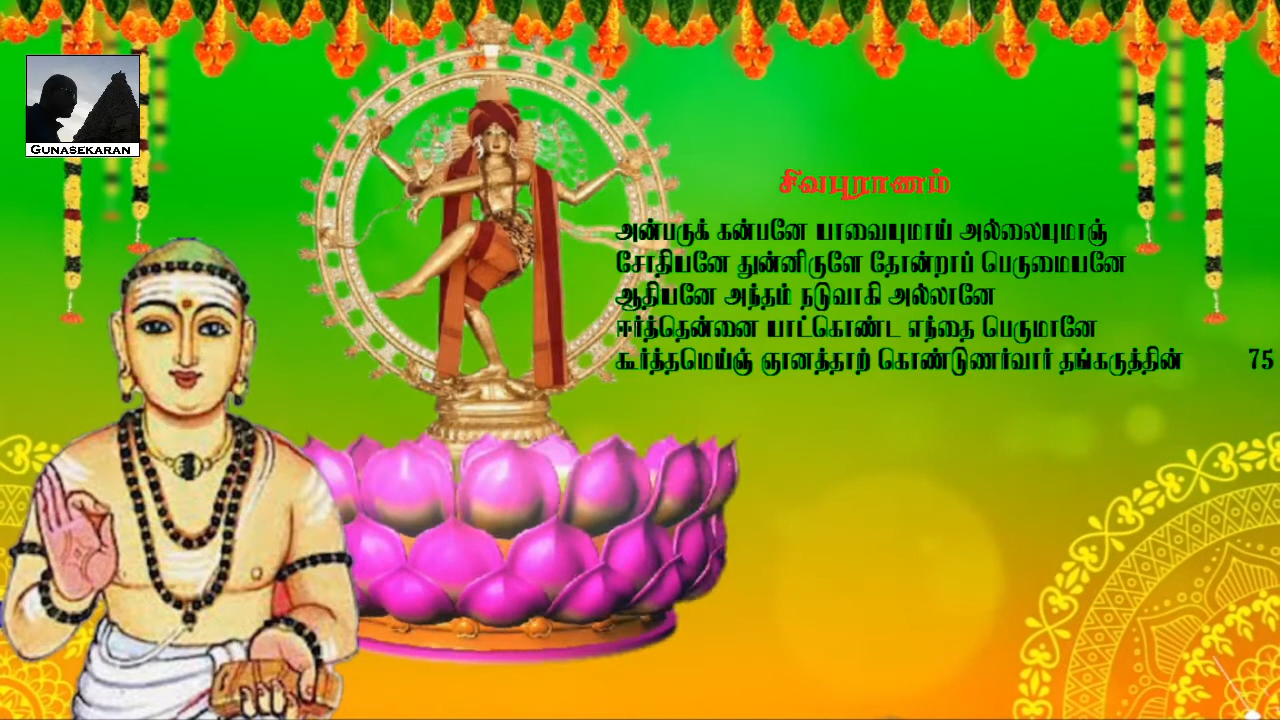 GUNASEKARAN
சிவபுராணம்
அன்பருக் கன்பனே யாவையுமாய் அல்லையுமாஞ்
சோதியனே துன்னிருளே தோன்றாப் பெருமையனே
ஆதியனே அந்தம் நடுவாகி அல்லானே
ஈர்த்தென்னை யாட்கொண்ட எந்தை பெருமானே
கூர்த்தமெய்ஞ் ஞானத்தாற் கொண்டுணர்வார் தங்கருத்தின் 75